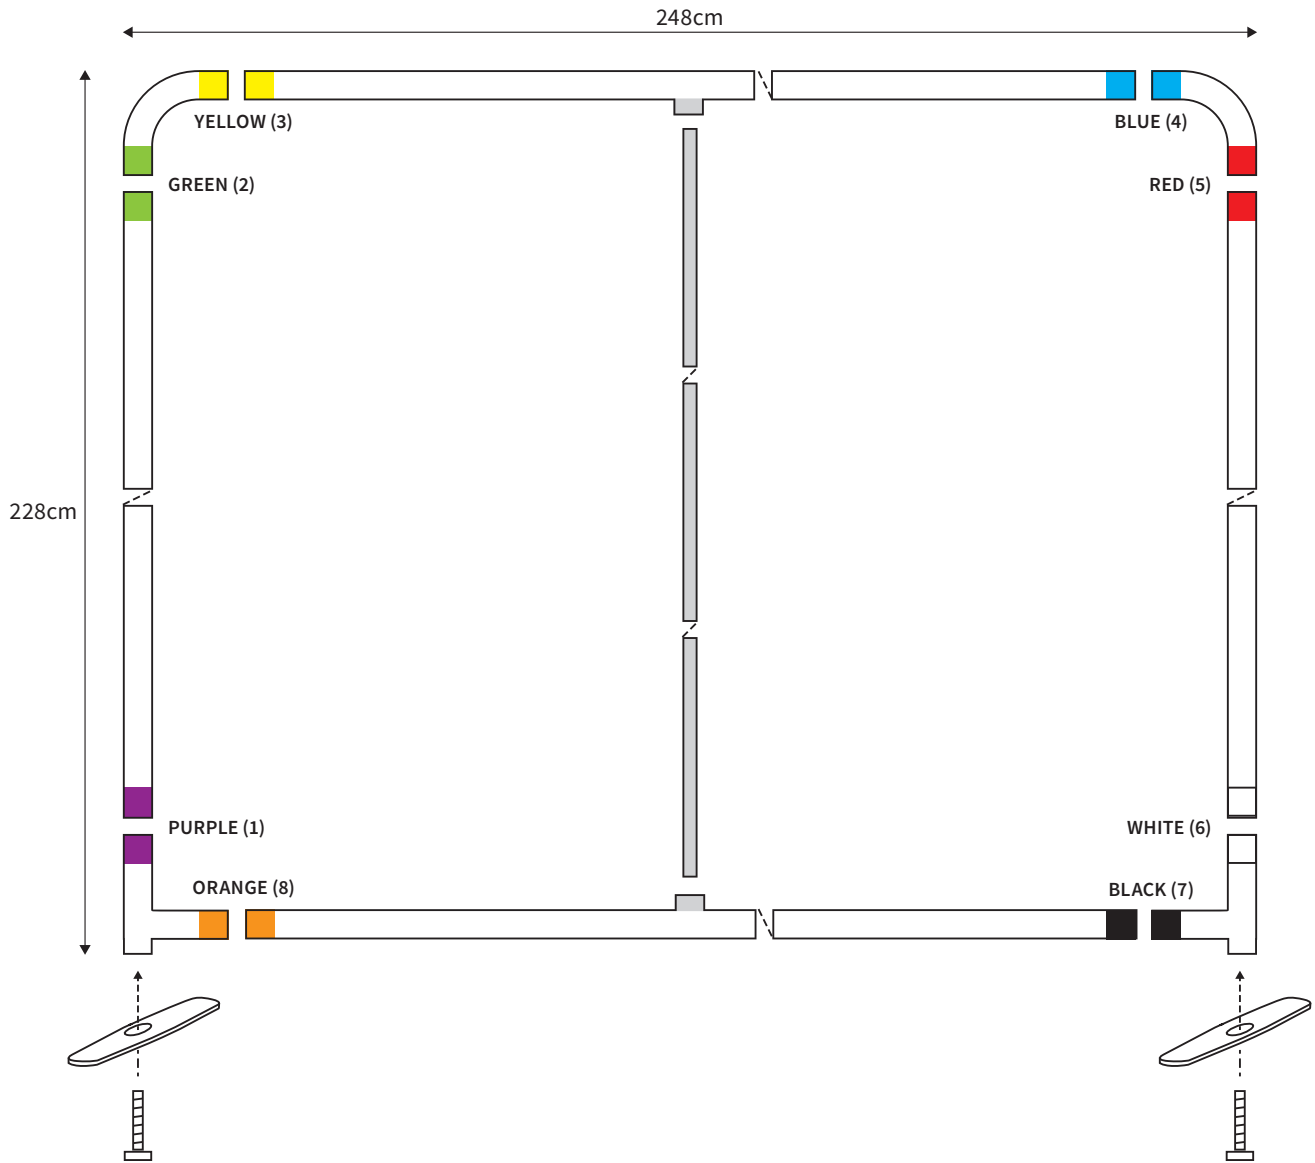 248cm
YELLOW (3)
BLUE (4)
GREEN (2)
RED (5)
228cm
PURPLE (1)
WHITE (6)
ORANGE (8)
BLACK (7)